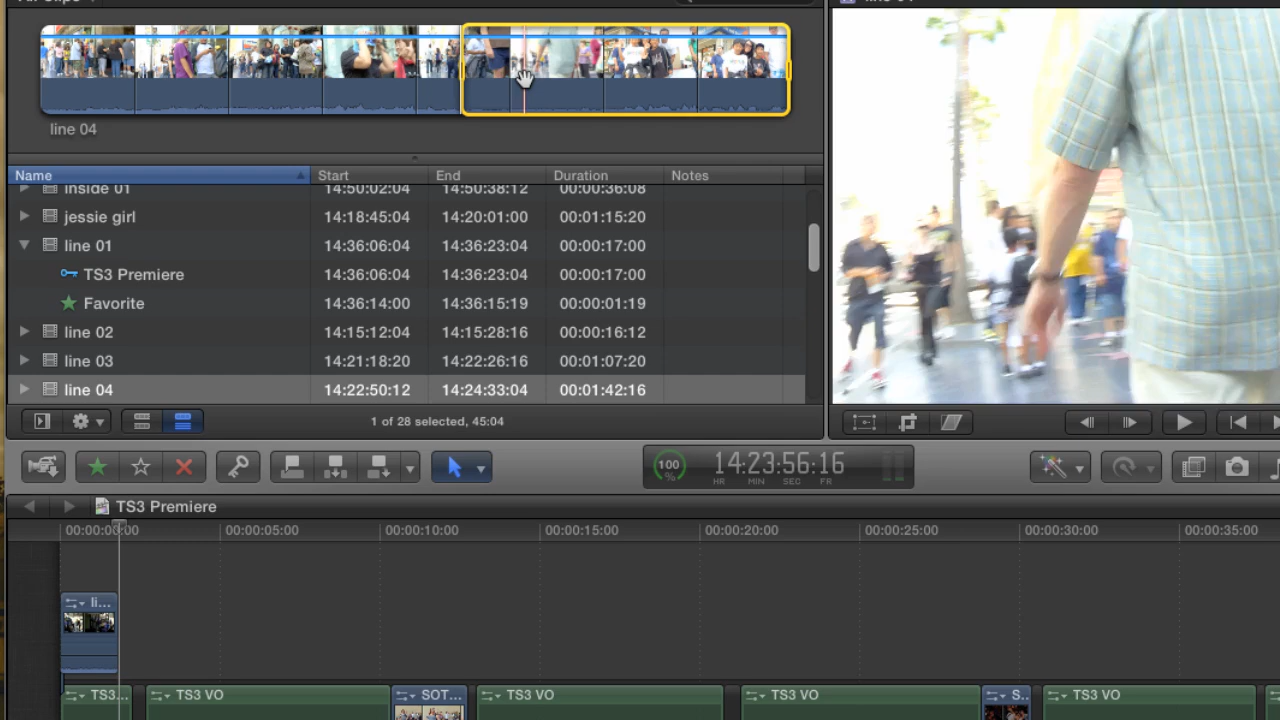 All Clips
line 04
line 04
Name Start End Duration Notes
inside 01 14:50:02:04 14:50:38:12 00:00:36:08
jessie girl 14:18:45:04 14:20:01:00 00:01:15:20
line 01 14:36:06:04 14:36:23:04 00:00:17:00
TS3 Premiere 14:36:06:04 14:36:23:04 00:00:17:00
Favorite 14:36:14:00 14:36:15:19 00:00:01:19
line 02 14:15:12:04 14:15:28:16 00:00:16:12
line 03 14:21:18:20 14:22:26:16 00:01:07:20
line 04 14:22:50:12 14:24:33:04 00:01:42:16
1 of 28 selected, 45:04
100 % 14:23:56:16
HR MIN SEC FR
TS3 Premiere
00:00:00:00 00:00:05:00 00:00:10:00 00:00:15:00 00:00:20:00 00:00:25:00 00:00:30:00 00:00:35:00
li...
TS3... TS3 VO SOT... TS3 VO TS3 VO S.. TS3 VO